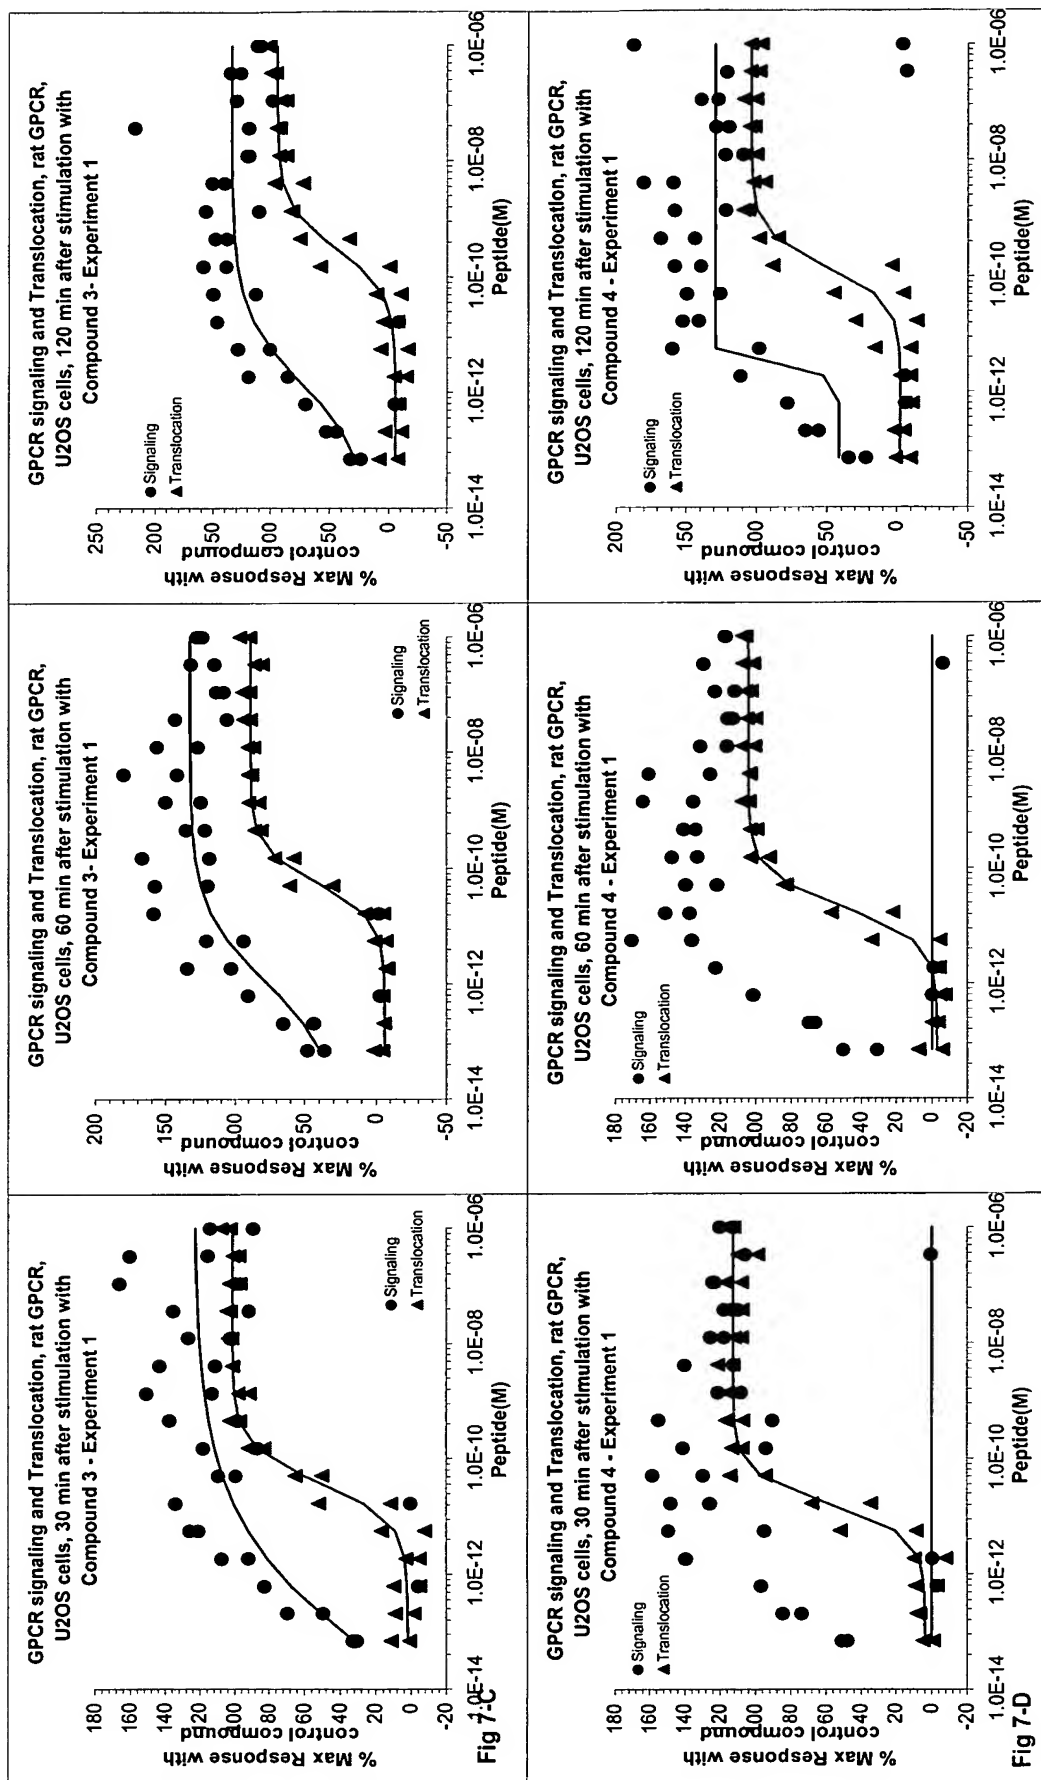 GPCR signaling and Translocation, rat GPCR,
U2OS cells, 30 min after stimulation with
Compound 3 - Experiment 1
% Max Response with
control compound
180
160
140
120
100
80
60
40
20
0
-20
1.0E-14
1.0E-12
1.0E-10
1.0E-08
1.0E-06
Peptide(M)
Signaling
Translocation
Fig 7-C
GPCR signaling and Translocation, rat GPCR,
U2OS cells, 60 min after stimulation with
Compound 3- Experiment 1
% Max Response with
control compound
200
150
100
50
0
-50
1.0E-14
1.0E-12
1.0E-10
1.0E-08
1.0E-06
Peptide(M)
Signaling
Translocation
GPCR signaling and Translocation, rat GPCR,
U2OS cells, 120 min after stimulation with
Compound 3- Experiment 1
% Max Response with
control compound
250
200
150
100
50
0
-50
1.0E-14
1.0E-12
1.0E-10
1.0E-08
1.0E-06
Peptide(M)
Signaling
Translocation
GPCR signaling and Translocation, rat GPCR,
U2OS cells, 30 min after stimulation with
Compound 4 - Experiment 1
% Max Response with
control compound
180
160
140
120
100
80
60
40
20
0
-20
1.0E-14
1.0E-12
1.0E-10
1.0E-08
1.0E-06
Peptide(M)
Signaling
Translocation
Fig 7-D
GPCR signaling and Translocation, rat GPCR,
U2OS cells, 60 min after stimulation with
Compound 4 - Experiment 1
% Max Response with
control compound
180
160
140
120
100
80
60
40
20
0
-20
1.0E-14
1.0E-12
1.0E-10
1.0E-08
1.0E-06
Peptide(M)
Signaling
Translocation
GPCR signaling and Translocation, rat GPCR,
U2OS cells, 120 min after stimulation with
Compound 4 - Experiment 1
% Max Response with
control compound
200
150
100
50
0
-50
1.0E-14
1.0E-12
1.0E-10
1.0E-08
1.0E-06
Peptide(M)
Signaling
Translocation